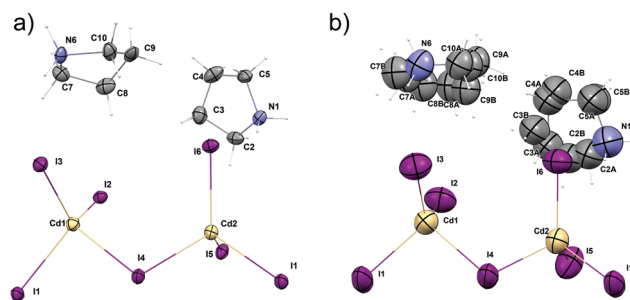 a)
N6
C10
C9
C7
C8
C4
C5
C3
N1
C2
I3
I6
I2
Cd1
Cd2
I4
I5
I1
I1
b)
N6
C10A
C9A
C7B
C10B
C7A
C8B
C8A
C9B
C4B
C4A
C5B
C5A
C3B
N1
C2B
C3A
C2A
I3
I6
I2
Cd1
Cd2
I5
I1
I4